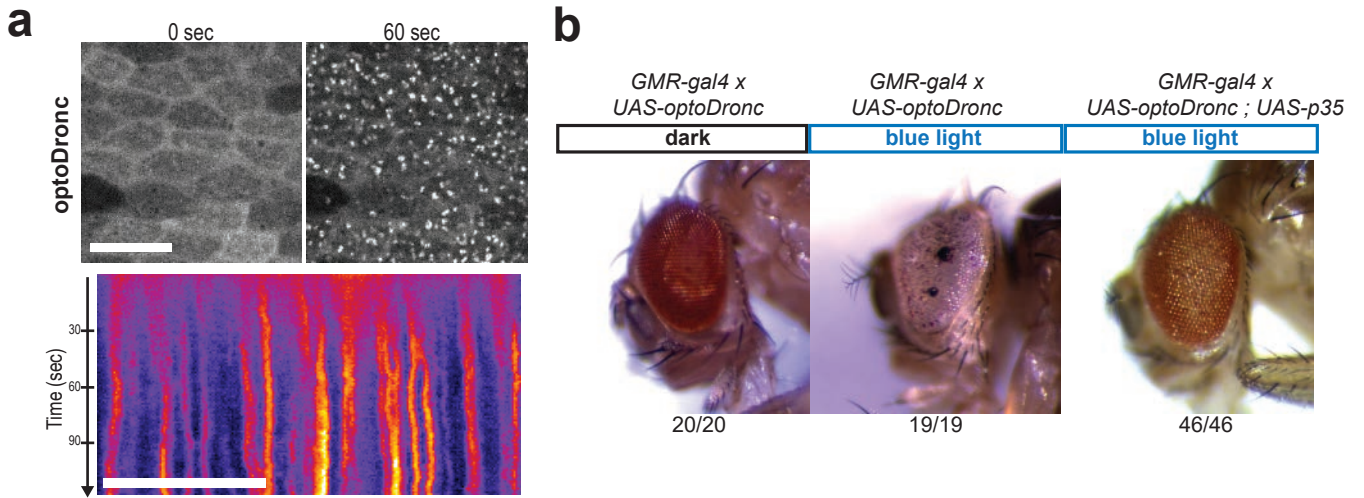 a
0 sec
60 sec
optoDronc
Time (sec)
30
60
90
b
GMR-gal4 x
UAS-optoDronc
dark
20/20
GMR-gal4 x
UAS-optoDronc
blue light
19/19
GMR-gal4 x
UAS-optoDronc ; UAS-p35
blue light
46/46